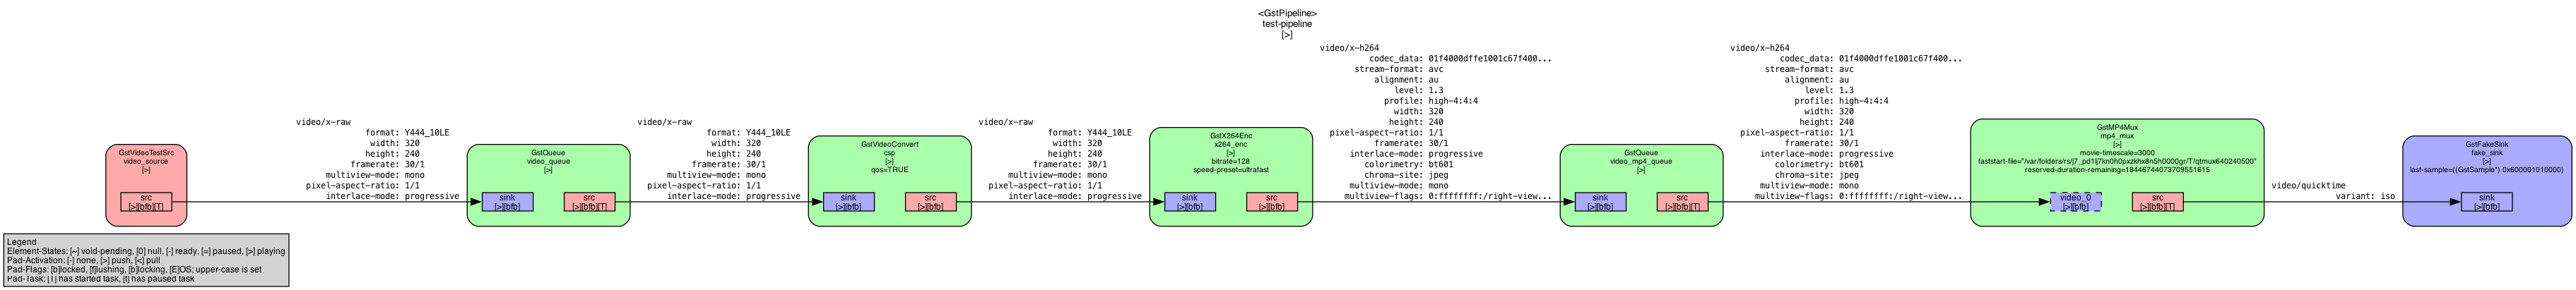 <GstPipeline>
test-pipeline
[>]
GstVideoTestSrc
video_source
[>]
src
[>][bfb][T]
video/x-raw
format: Y444_10LE
width: 320
height: 240
framerate: 30/1
multiview-mode: mono
pixel-aspect-ratio: 1/1
interlace-mode: progressive
GstQueue
video_queue
[>]
sink
[>][bfb]
src
[>][bfb][T]
video/x-raw
format: Y444_10LE
width: 320
height: 240
framerate: 30/1
multiview-mode: mono
pixel-aspect-ratio: 1/1
interlace-mode: progressive
GstVideoConvert
csp
[>]
qos=TRUE
sink
[>][bfb]
src
[>][bfb]
video/x-raw
format: Y444_10LE
width: 320
height: 240
framerate: 30/1
multiview-mode: mono
pixel-aspect-ratio: 1/1
interlace-mode: progressive
GstX264Enc
x264_enc
[>]
bitrate=128
speed-preset=ultrafast
sink
[>][bfb]
src
[>][bfb]
video/x-h264
codec_data: 01f4000dffe1001c67f400...
stream-format: avc
alignment: au
level: 1.3
profile: high-4:4:4
width: 320
height: 240
pixel-aspect-ratio: 1/1
framerate: 30/1
interlace-mode: progressive
colorimetry: bt601
chroma-site: jpeg
multiview-mode: mono
multiview-flags: 0:ffffffff:/right-view...
GstQueue
video_mp4_queue
[>]
sink
[>][bfb]
src
[>][bfb][T]
video/x-h264
codec_data: 01f4000dffe1001c67f400...
stream-format: avc
alignment: au
level: 1.3
profile: high-4:4:4
width: 320
height: 240
pixel-aspect-ratio: 1/1
framerate: 30/1
interlace-mode: progressive
colorimetry: bt601
chroma-site: jpeg
multiview-mode: mono
multiview-flags: 0:ffffffff:/right-view...
GstMP4Mux
mp4_mux
[>]
movie-timescale=3000
faststart-file="/var/folders/rs/j7_pd1lj7kn0h0pxzkhx8n5h0000gr/T/qtmux640240500"
reserved-duration-remaining=18446744073709551615
video_0
[>][bfb]
src
[>][bfb][T]
video/quicktime
variant: iso
GstFakeSink
fake_sink
[>]
last-sample=((GstSample*) 0x600001010000)
sink
[>][bfb]
Legend
Element-States: [~] void-pending, [0] null, [-] ready, [=] paused, [>] playing
Pad-Activation: [-] none, [>] push, [<] pull
Pad-Flags: [b]locked, [f]lushing, [b]locking, [E]OS; upper-case is set
Pad-Task: [T] has started task, [t] has paused task